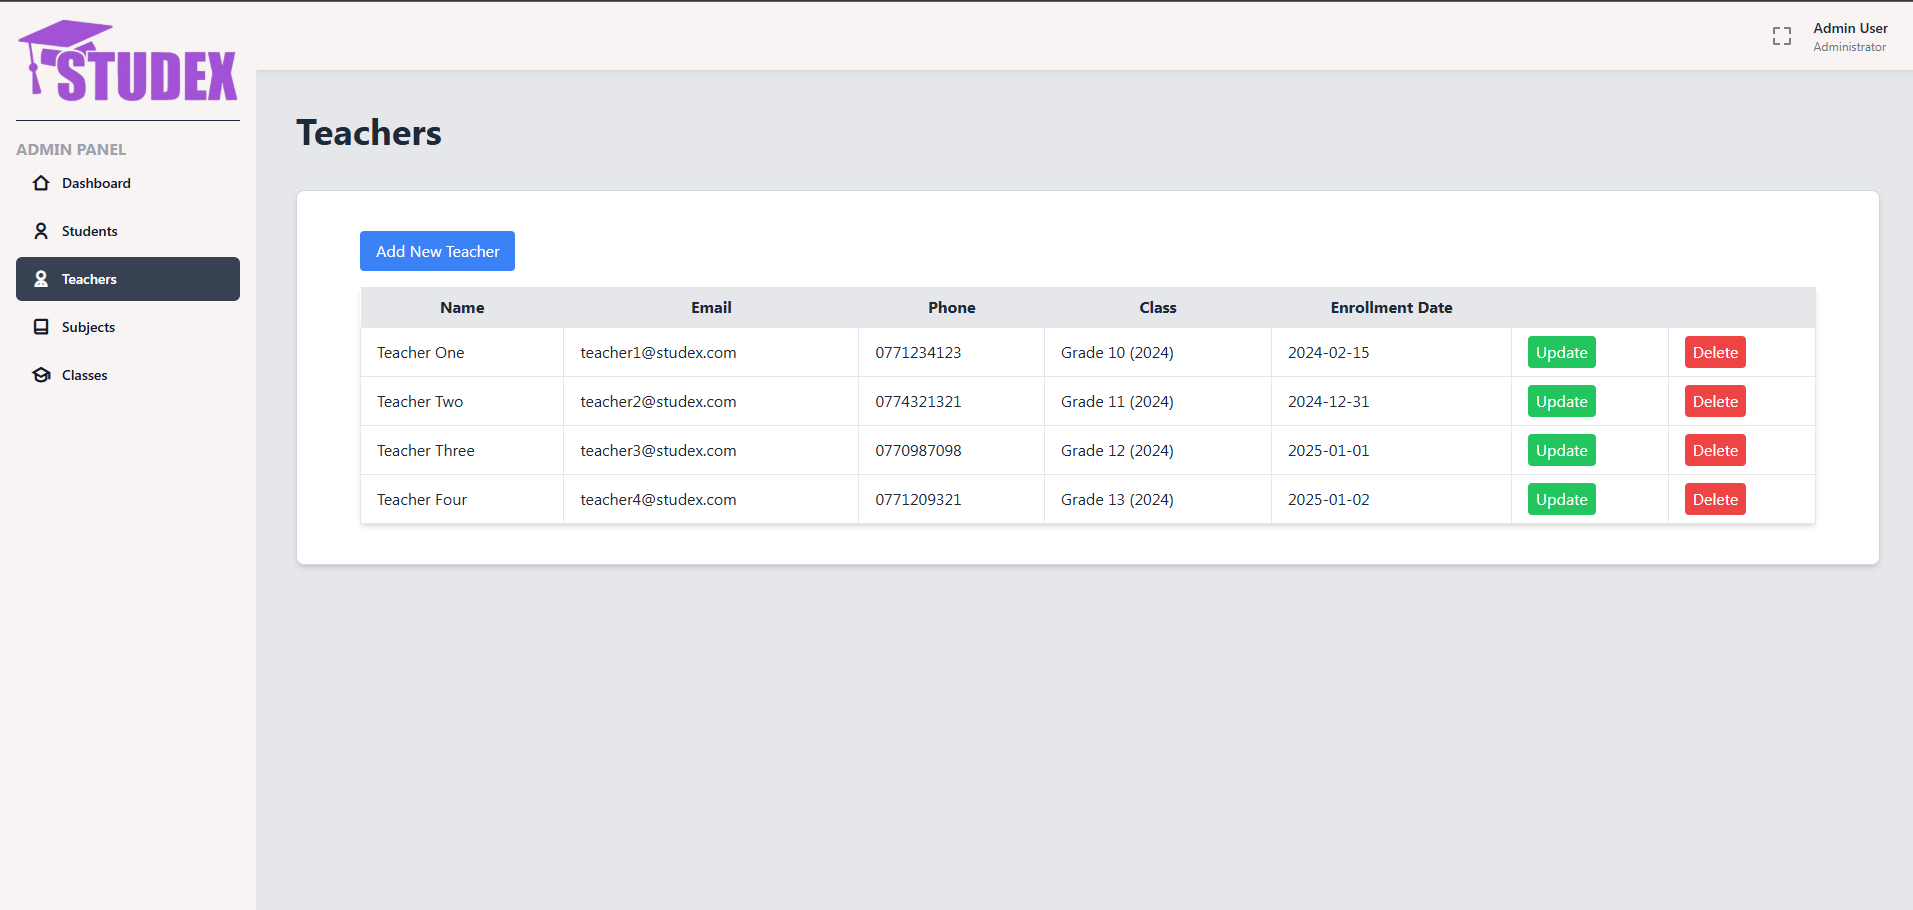 STUDEX
Admin User
Administrator
ADMIN PANEL
Dashboard
Students
Teachers
Subjects
Classes
Teachers
Add New Teacher
Name Email Phone Class Enrollment Date
Teacher One teacher1@studex.com 0771234123 Grade 10 (2024) 2024-02-15 Update Delete
Teacher Two teacher2@studex.com 0774321321 Grade 11 (2024) 2024-12-31 Update Delete
Teacher Three teacher3@studex.com 0770987098 Grade 12 (2024) 2025-01-01 Update Delete
Teacher Four teacher4@studex.com 0771209321 Grade 13 (2024) 2025-01-02 Update Delete